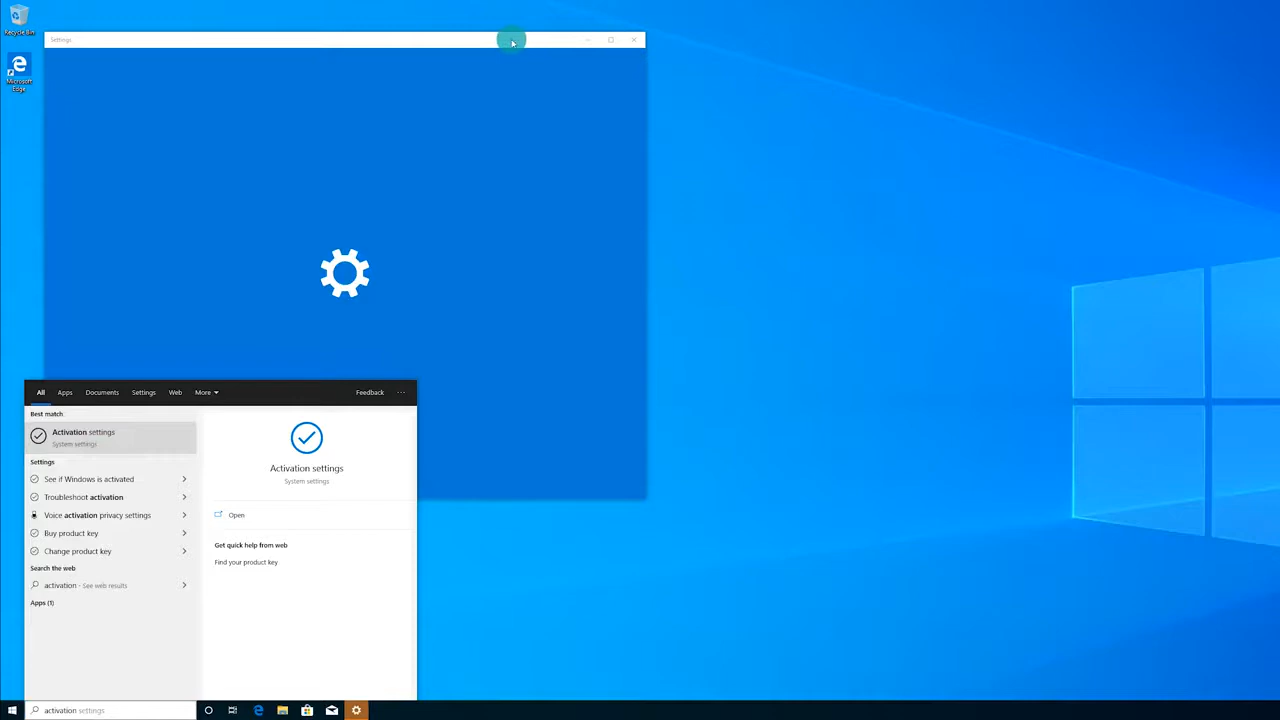 Recycle Bin
Microsoft
Edge
Settings
All Apps Documents Settings Web More Feedback ...
Best match
Activation settings
System settings
Settings
See if Windows is activated
Troubleshoot activation
Voice activation privacy settings
Buy product key
Change product key
Search the web
activation - See web results
Apps (1)
Activation settings
System settings
Open
Get quick help from web
Find your product key
activation settings